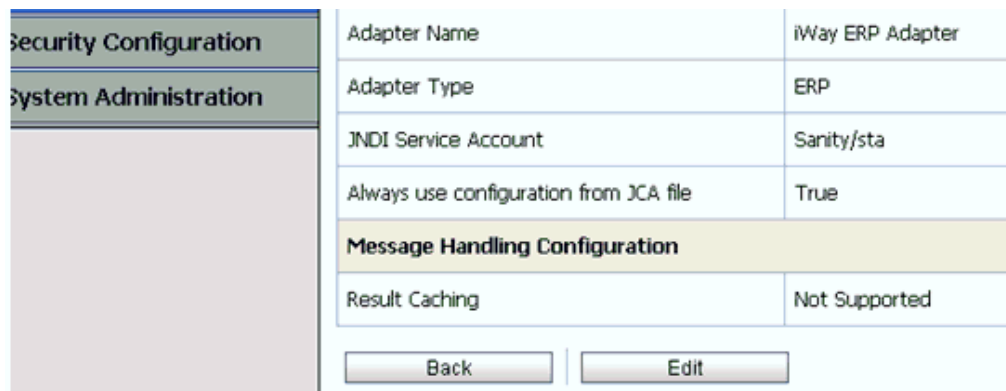 Security Configuration
System Administration
Adapter Name iWay ERP Adapter
Adapter Type ERP
JNDI Service Account Sanity/sta
Always use configuration from JCA file True
Message Handling Configuration
Result Caching Not Supported
Back Edit